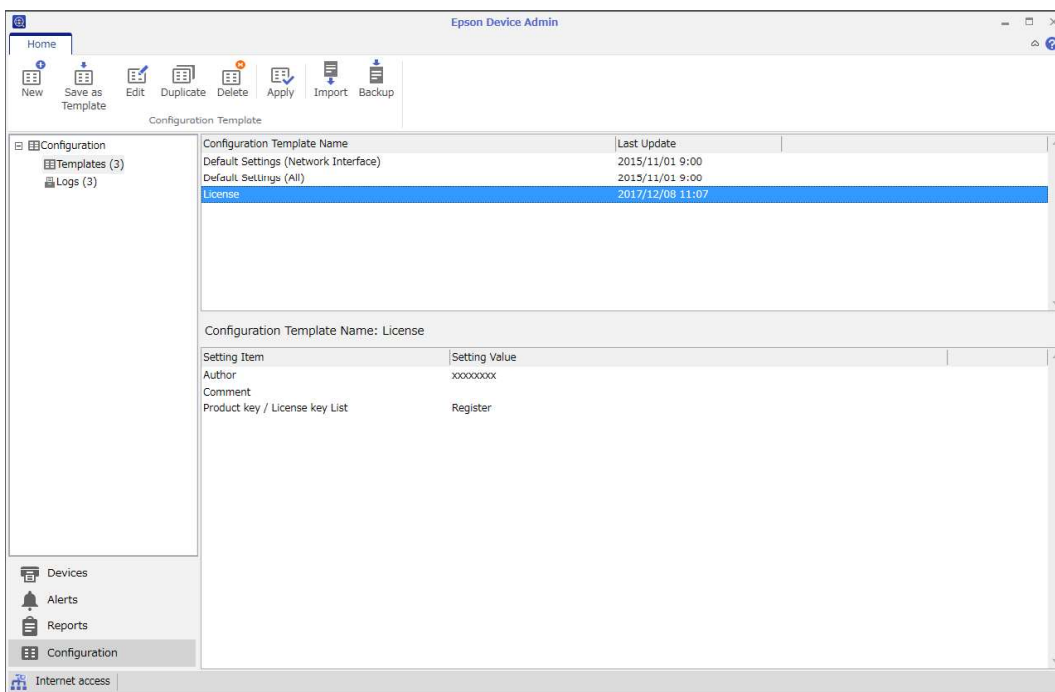 Epson Device Admin
Home
New
Save as Template
Edit
Duplicate
Delete
Apply
Import
Backup
Configuration Template
Configuration
Templates (3)
Logs (3)
Configuration Template Name Last Update
Default Settings (Network Interface) 2015/11/01 9:00
Default Settings (All) 2015/11/01 9:00
License 2017/12/08 11:07
Configuration Template Name: License
Setting Item Setting Value
Author xxxxxxxx
Comment
Product key / License key List Register
Devices
Alerts
Reports
Configuration
Internet access